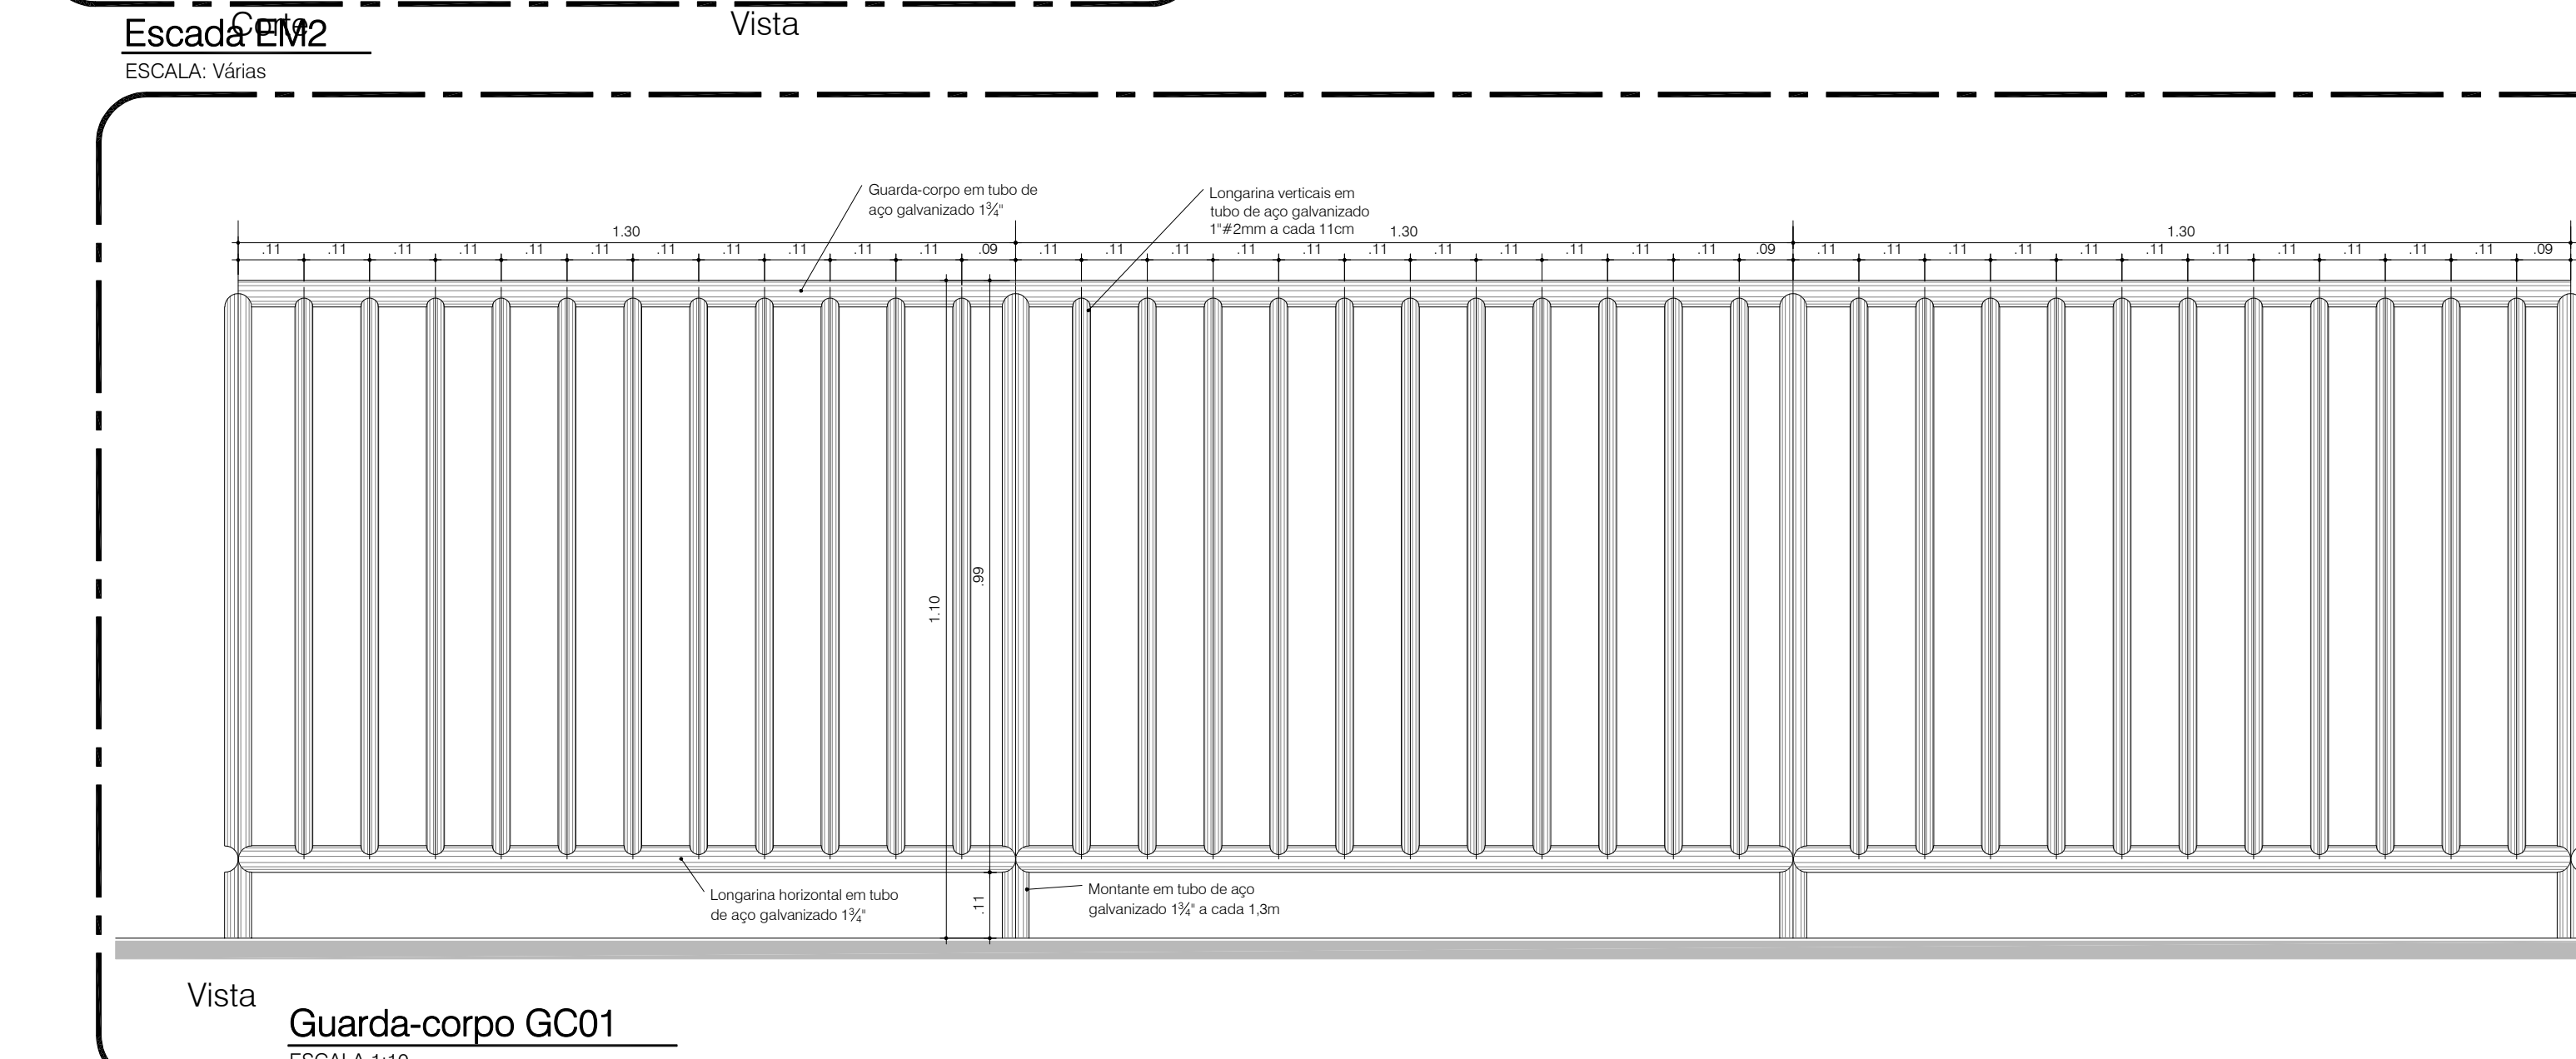 Corte
Vista
Escada EM2
ESCALA: Várias
Guarda-corpo em tubo de
aço galvanizado 1¾"
Longarina verticais em
tubo de aço galvanizado
1"#2mm a cada 11cm
1.30
1.30
1.30
.11 .11 .11 .11 .11 .11 .11 .11 .11 .11 .11 .09 .11 .11 .11 .11 .11 .11 .11 .11 .11 .11 .11 .09 .11 .11 .11 .11 .11 .11 .11 .11 .11 .11 .11 .09
.99
1.10
.11
Longarina horizontal em tubo
de aço galvanizado 1¾"
Montante em tubo de aço
galvanizado 1¾" a cada 1,3m
Vista
Guarda-corpo GC01
ESCALA 1:10